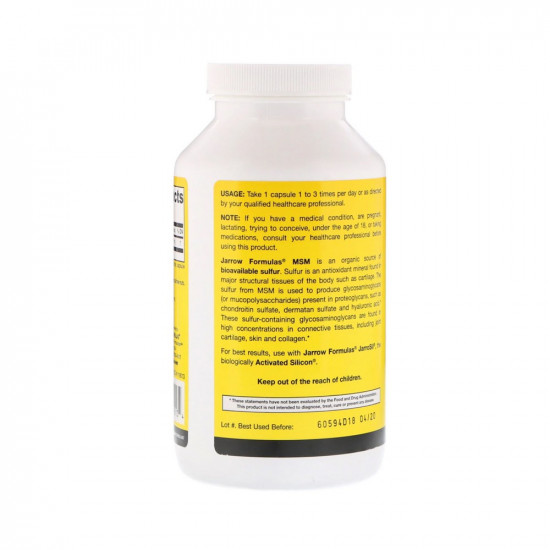 USAGE: Take 1 capsule 1 to 3 times per day or as directed
by your qualified healthcare professional.
NOTE: If you have a medical condition, are pregnant,
lactating, trying to conceive, under the age of 18, or taking
medications, consult your healthcare professional before
using this product.
Jarrow Formulas® MSM is an organic source of
bioavailable sulfur. Sulfur is an antioxidant mineral found in
major structural tissues of the body such as cartilage. The
sulfur from MSM is used to produce glycosaminoglycans
(or mucopolysaccharides) present in proteoglycans, such as
chondroitin sulfate, dermatan sulfate and hyaluronic acid.*
These sulfur-containing glycosaminoglycans are found in
high concentrations in connective tissues, including joint
cartilage, skin and collagen.*
For best results, use with Jarrow Formulas® JarroSil®, the
biologically Activated Silicon®.
Keep out of the reach of children.
* These statements have not been evaluated by the Food and Drug Administration.
This product is not intended to diagnose, treat, cure or prevent any disease.
Lot #. Best Used Before:
60594D18 04/20
cts